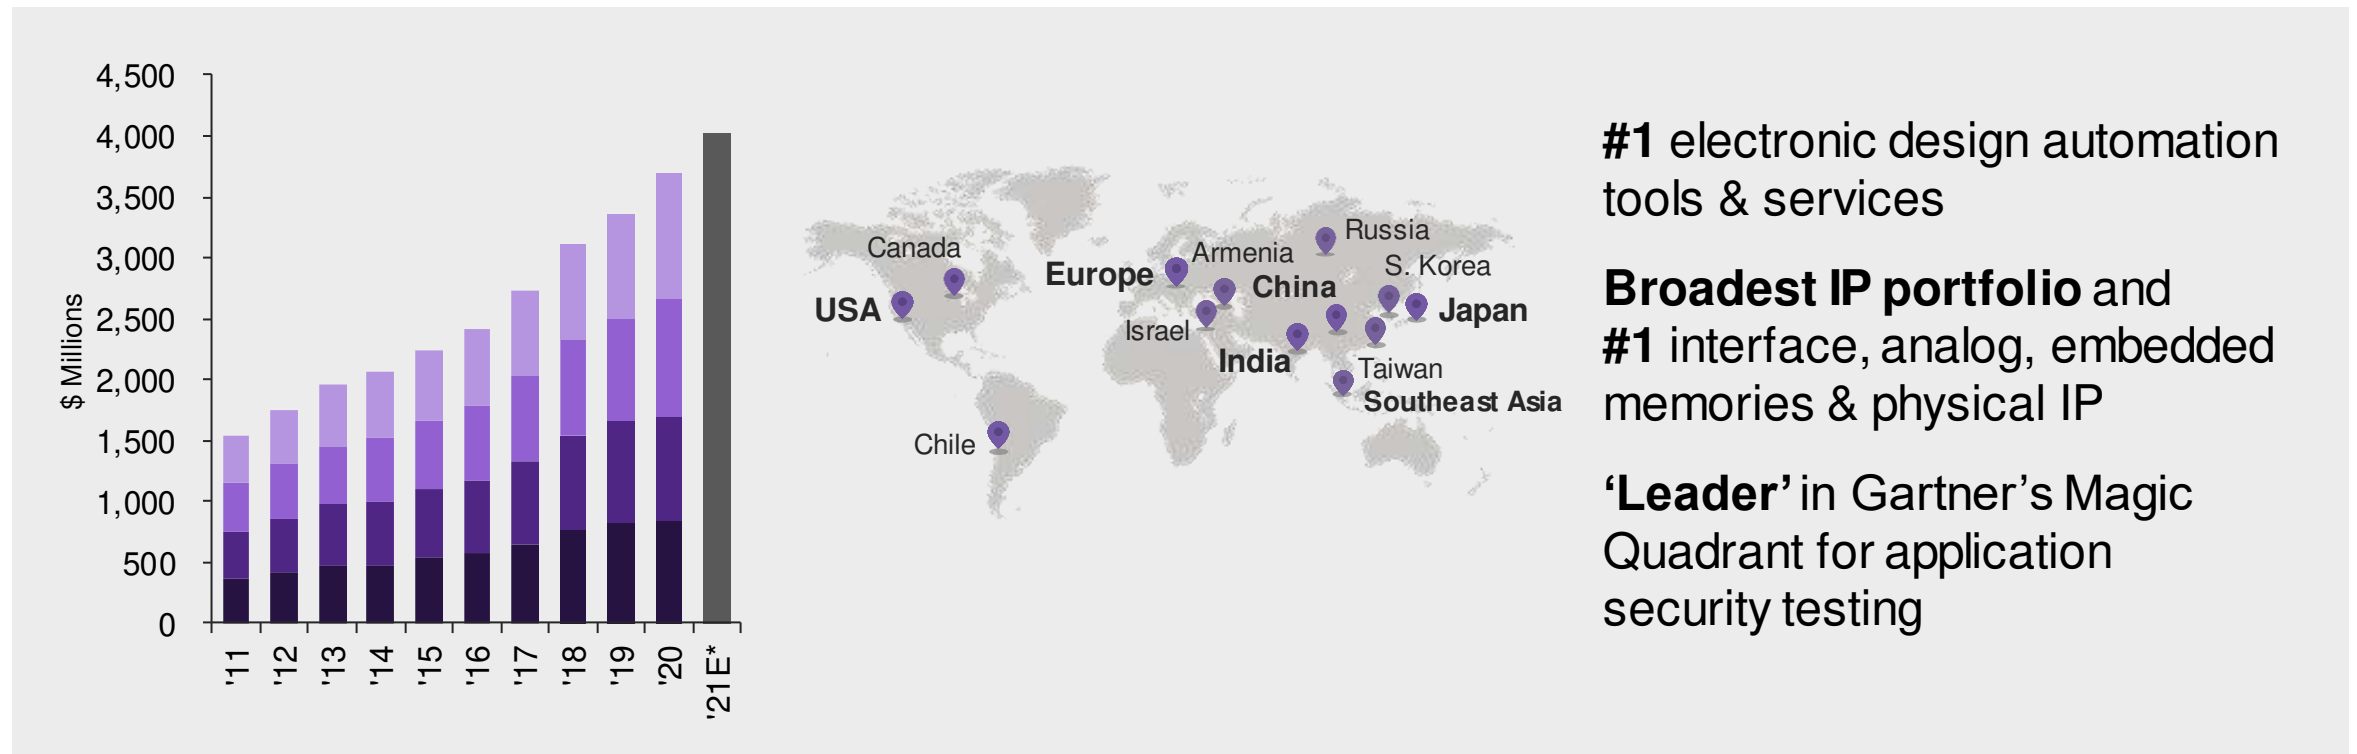 4,500
4,000
3,500
3,000
2,500
2,000
1,500
1,000
500
0
$ Millions
'11
'12
'13
'14
'15
'16
'17
'18
'19
'20
'21E*
Canada
USA
Chile
Europe
Armenia
Israel
Russia
S. Korea
China
Japan
India
Taiwan
Southeast Asia
#1 electronic design automation
tools & services
Broadest IP portfolio and
#1 interface, analog, embedded
memories & physical IP
‘Leader’ in Gartner’s Magic
Quadrant for application
security testing